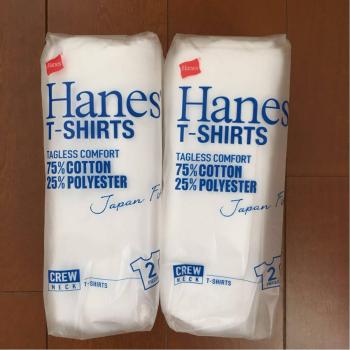 Hanes
Hanes
T-SHIRTS
TAGLESS COMFORT
75% COTTON
25% POLYESTER
Japan
CREW
NECK
T-SHIRTS
2
Hanes
Hanes
T-SHIRTS
TAGLESS COMFORT
75% COTTON
25% POLYESTER
Japan
CREW
NECK
T-SHIRTS
2